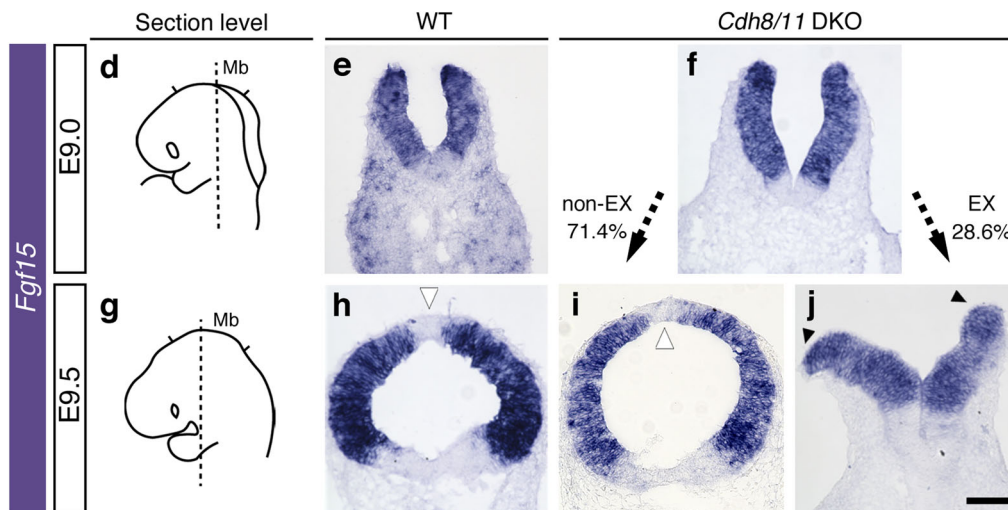 Section level
WT
Cdh8/11 DKO
Fgf15
E9.0
d
Mb
e
f
non-EX
71.4%
EX
28.6%
E9.5
g
Mb
h
i
j